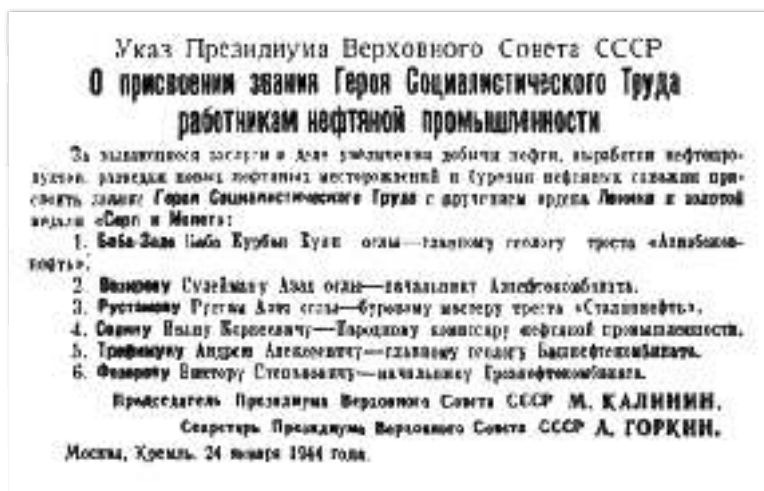 Указ Президиума Верховного Совета СССР
О присвоении звания Героя Социалистического Труда
работникам нефтяной промышленности
За выдающиеся заслуги в деле увеличения добычи нефти, выработки нефтепро-
дуктов, разведки новых нефтяных месторождений и бурения нефтяных скважин при-
своить звание Героя Социалистического Труда с вручением ордена Ленина и золотой
медали «Серп и Молот»:
1. Баба-Заде Баба Курбан Кули оглы—главному геологу треста «Азизбеков-
нефть».
2. Везирову Сулейману Азад оглы—начальнику Азнефтекомбината.
3. Рустамову Рустам Азиз оглы—буровому мастеру треста «Сталиннефть».
4. Седину Ивану Корнеевичу—Народному комиссару нефтяной промышленности.
5. Трофимуку Андрею Алексеевичу—главному геологу Башнефтекомбината.
6. Федорову Виктору Степановичу—начальнику Грознефтекомбината.
Председатель Президиума Верховного Совета СССР М. КАЛИНИН.
Секретарь Президиума Верховного Совета СССР А. ГОРКИН.
Москва, Кремль. 24 января 1944 года.